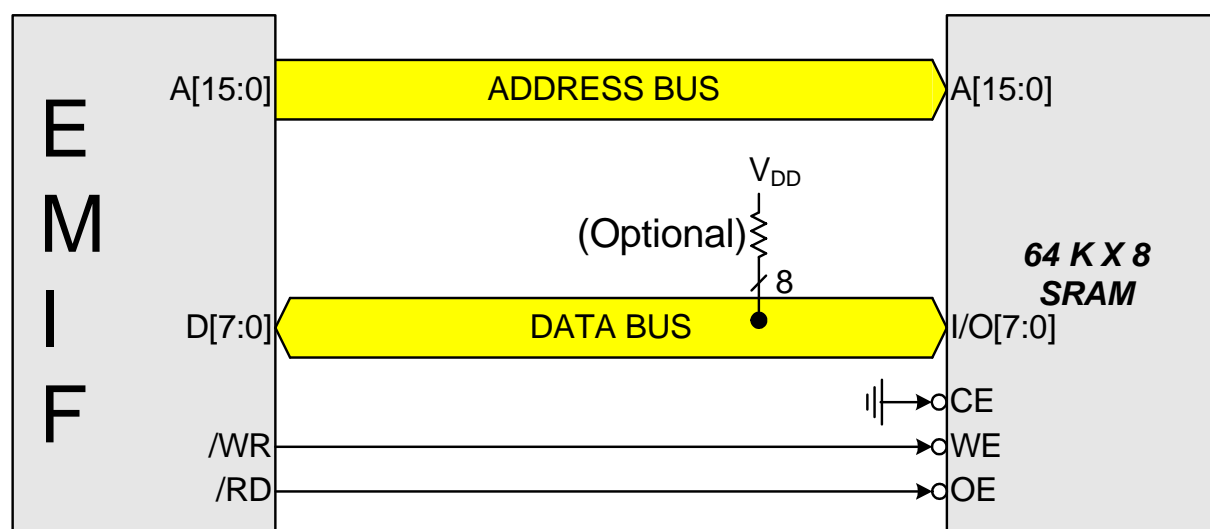 EMIF
A[15:0]
ADDRESS BUS
A[15:0]
VDD
(Optional)
8
64 K X 8
SRAM
D[7:0]
DATA BUS
I/O[7:0]
CE
/WR
WE
/RD
OE